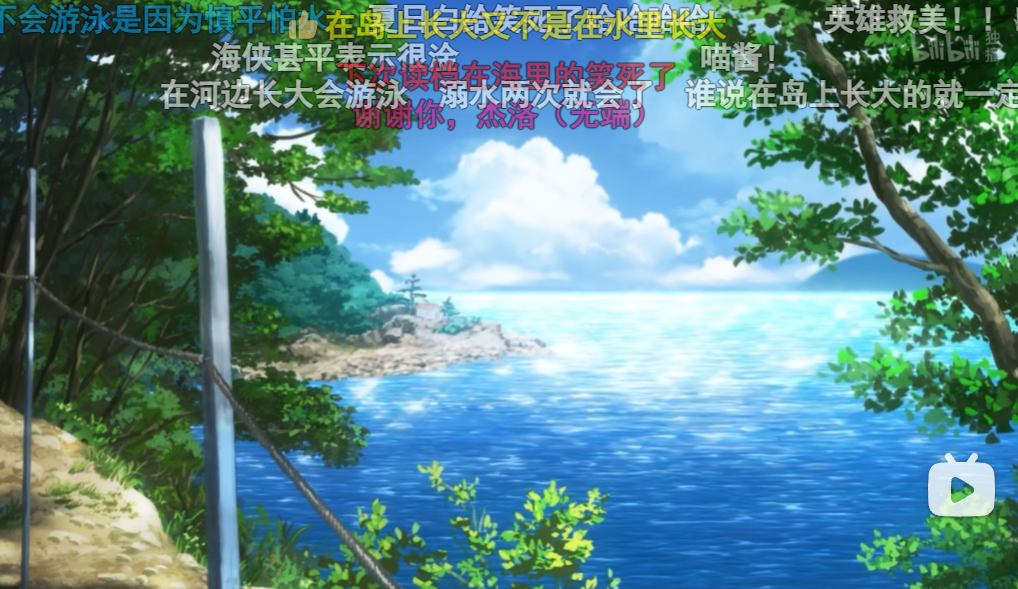 不会游泳是因为慎平怕水
在岛上长大又不是在水里长大
英雄救美！！
bilibili 独播
海侠甚平表示很淦
喵酱！
下次读档在海里的笑死了
在河边长大会游泳
溺水两次就会了
谁说在岛上长大的就一定
谢谢你，杰洛（无端）